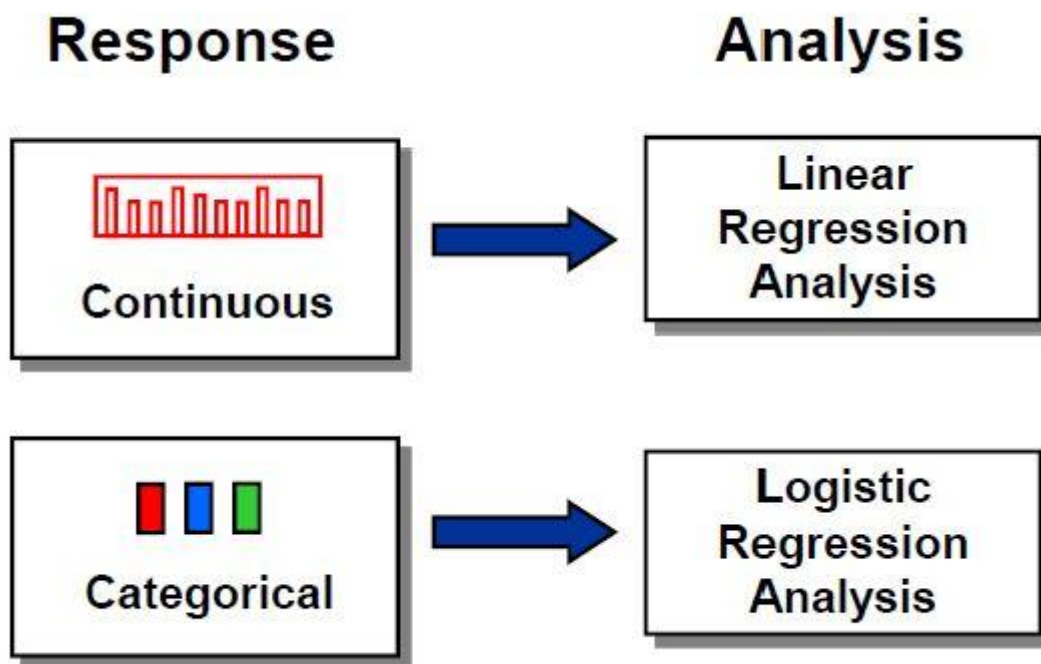 Response
Analysis
Continuous
Linear
Regression
Analysis
Categorical
Logistic
Regression
Analysis